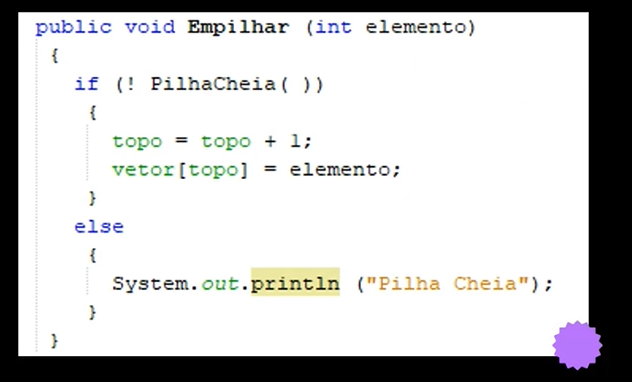 public void Empilhar (int elemento)
{
if (! PilhaCheia( ))
{
topo = topo + 1;
vetor[topo] = elemento;
}
else
{
System.out.println ("Pilha Cheia");
}
}